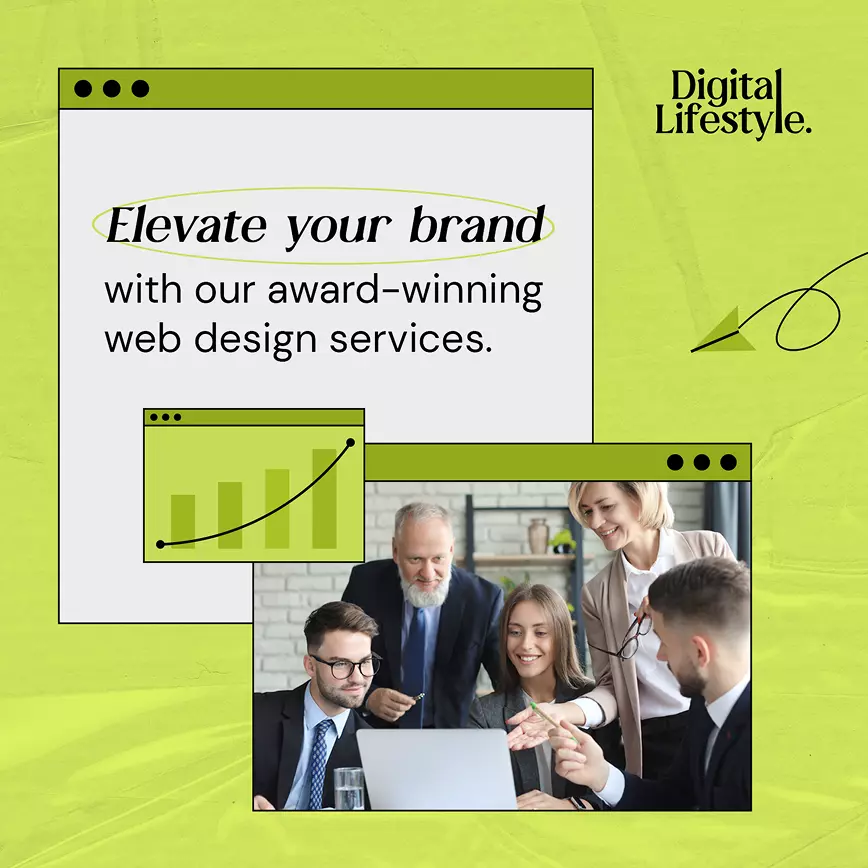 Digital
Lifestyle.
Elevate your brand
with our award-winning
web design services.